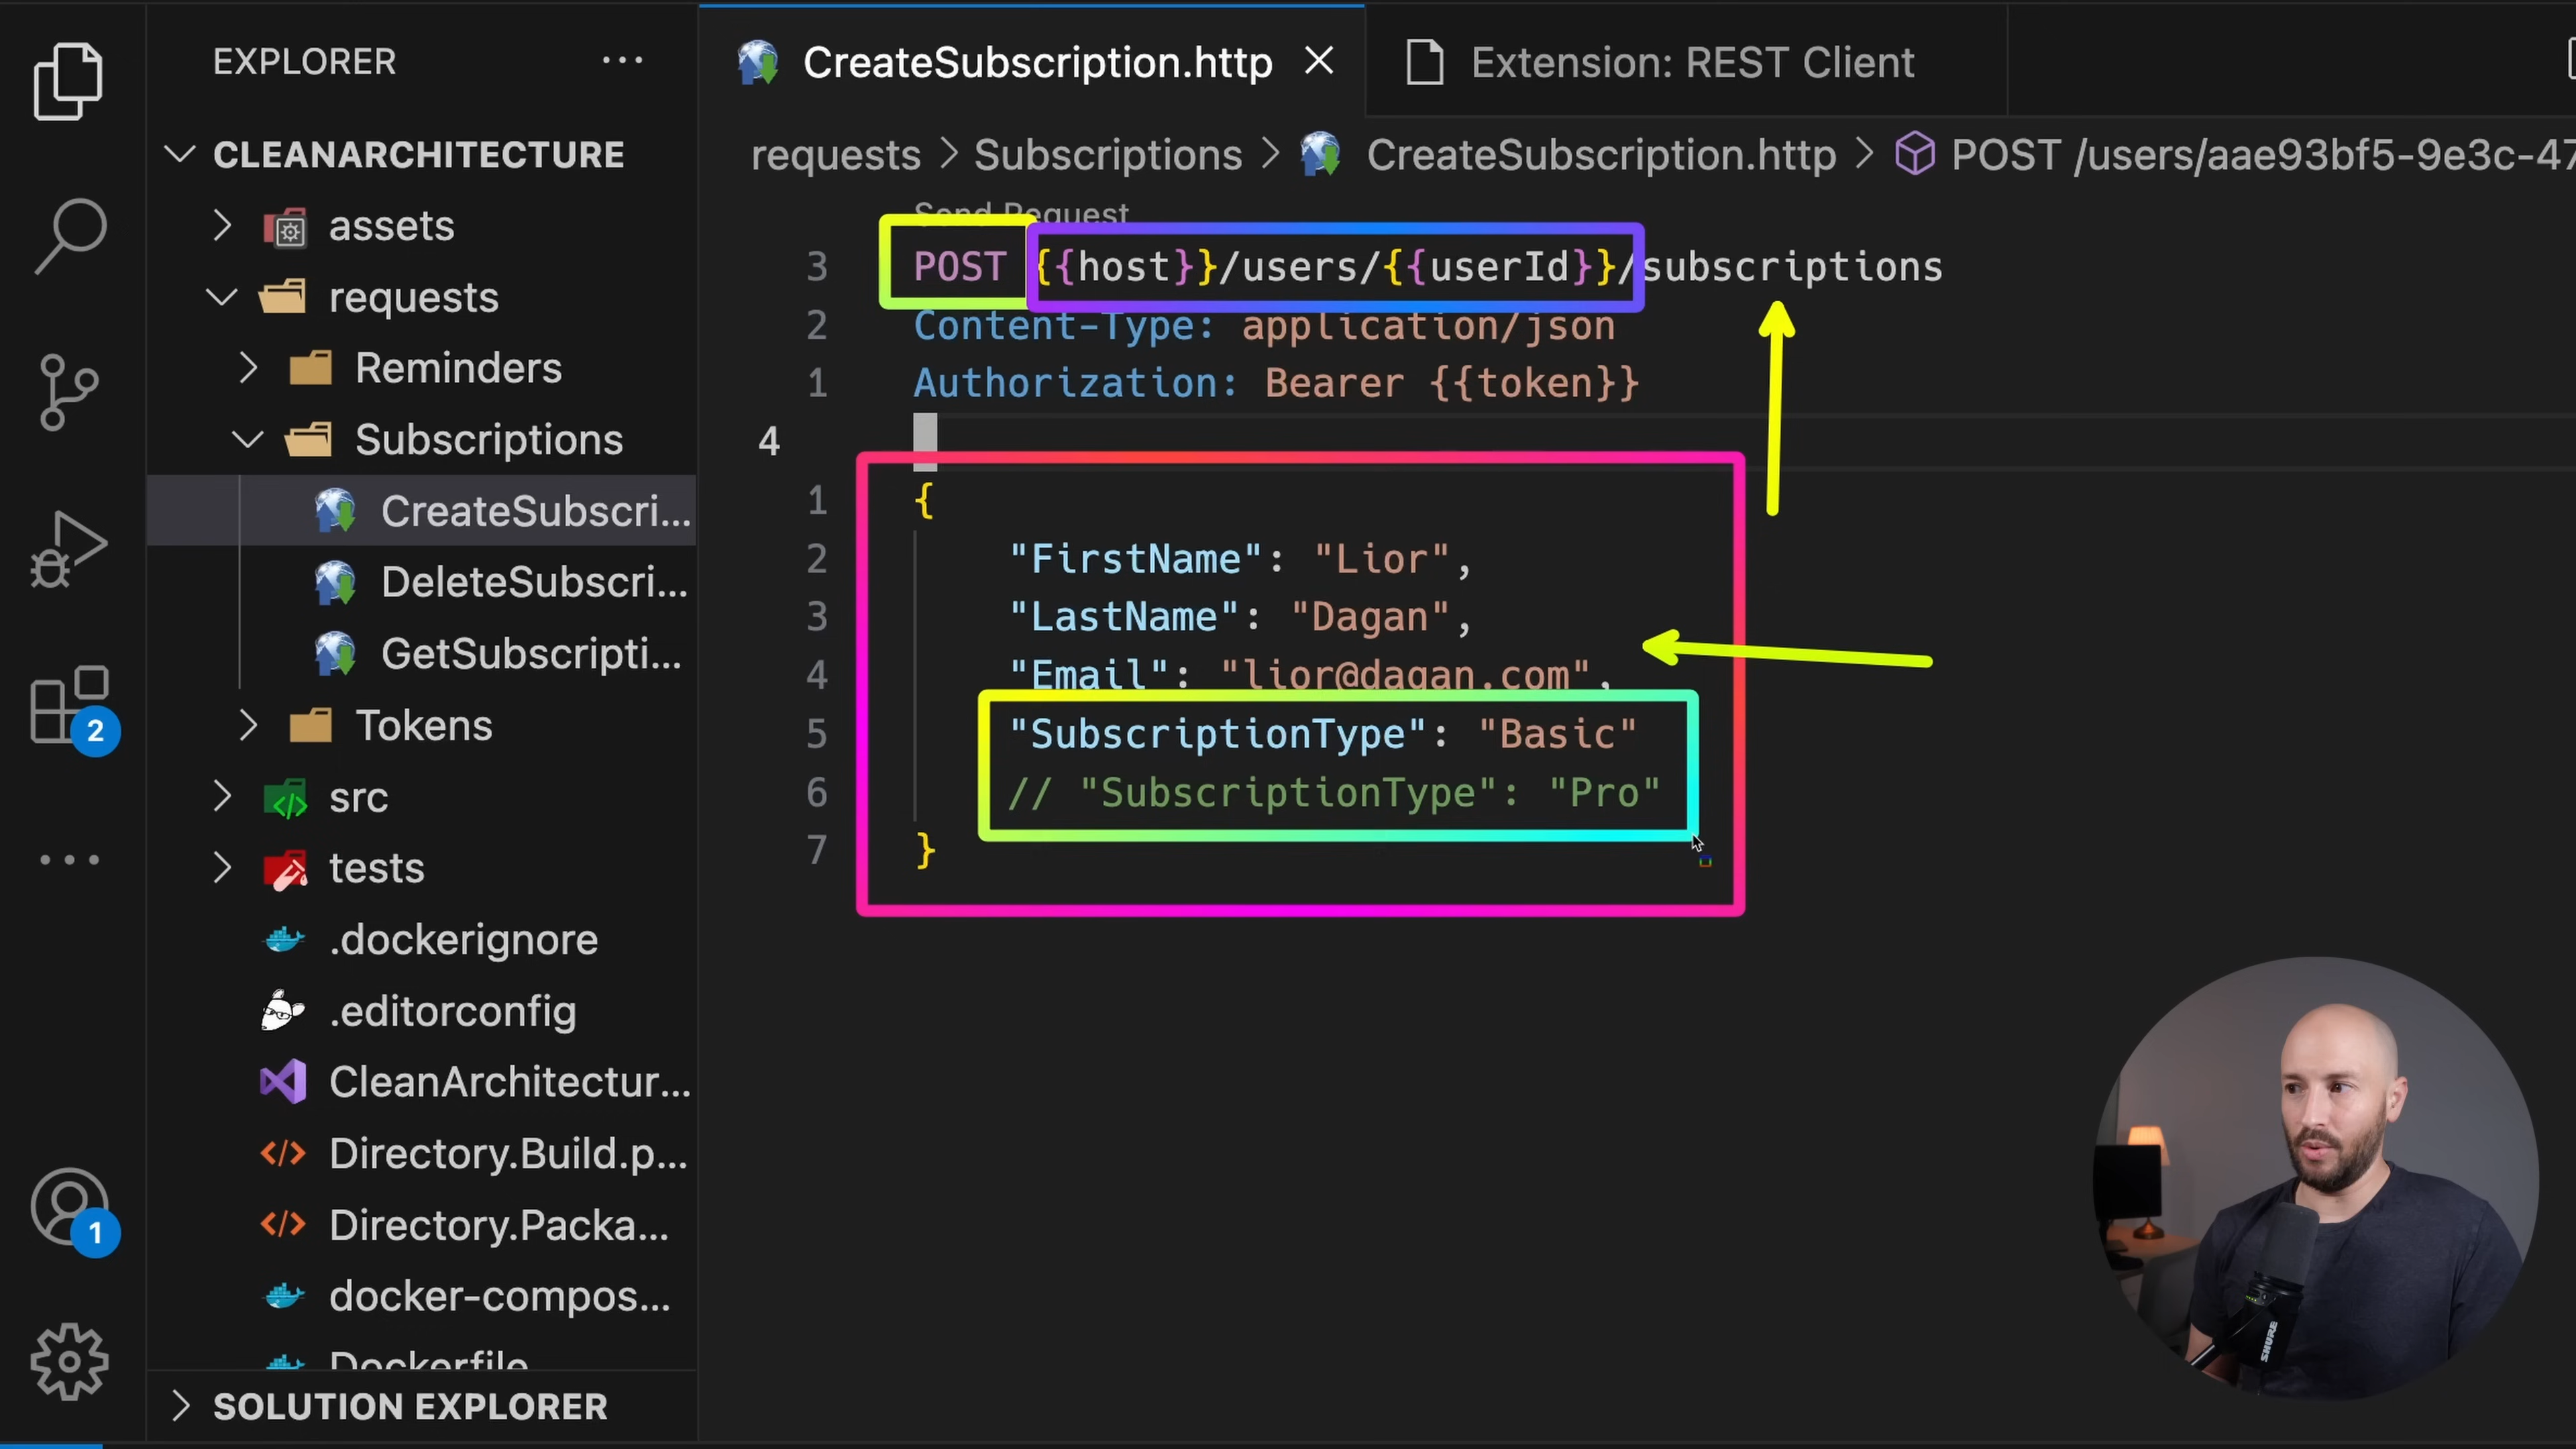 EXPLORER
CLEANARCHITECTURE
assets
requests
Reminders
Subscriptions
CreateSubscri...
DeleteSubscri...
GetSubscripti...
Tokens
src
tests
.dockerignore
.editorconfig
CleanArchitectur...
Directory.Build.p...
Directory.Packa...
docker-compos...
Dockerfile
SOLUTION EXPLORER
2
1
CreateSubscription.http
Extension: REST Client
requests > Subscriptions > CreateSubscription.http > POST /users/aae93bf5-9e3c-47
Send Request
3 POST {{host}}/users/{{userId}}/subscriptions
2 Content-Type: application/json
1 Authorization: Bearer {{token}}
4
1 {
2 "FirstName": "Lior",
3 "LastName": "Dagan",
4 "Email": "lior@dagan.com",
5 "SubscriptionType": "Basic"
6 // "SubscriptionType": "Pro"
7 }
SHURE